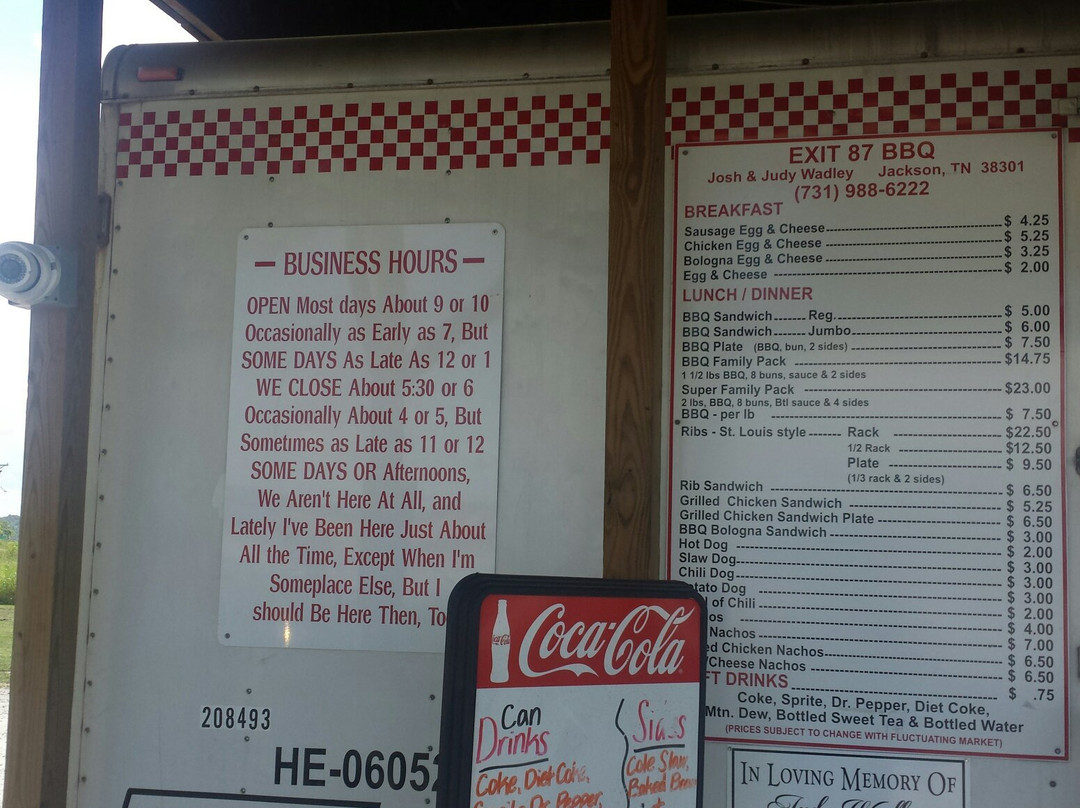 BUSINESS HOURS
OPEN Most days About 9 or 10
Occasionally as Early as 7, But
SOME DAYS As Late As 12 or 1
WE CLOSE About 5:30 or 6
Occasionally About 4 or 5, But
Sometimes as Late as 11 or 12
SOME DAYS OR Afternoons,
We Aren't Here At All, and
Lately I've Been Here Just About
All the Time, Except When I'm
Someplace Else, But I
should Be Here Then,
208493
EXIT 87 BBQ
Josh & Judy Wadley Jackson, TN 38301
(731) 988-6222
BREAKFAST
Sausage Egg & Cheese $ 4.25
Chicken Egg & Cheese $ 5.25
Bologna Egg & Cheese $ 3.25
Egg & Cheese $ 2.00
LUNCH / DINNER
BBQ Sandwich Reg. $ 5.00
BBQ Sandwich Jumbo $ 6.00
BBQ Plate (BBQ, bun, 2 sides) $ 7.50
BBQ Family Pack $14.75
1 1/2 lbs BBQ, 8 buns, sauce & 2 sides
Super Family Pack $23.00
2 lbs, BBQ, 8 buns, Btl sauce & 4 sides
BBQ - per lb $ 7.50
Ribs - St. Louis style Rack $22.50
1/2 Rack $12.50
Plate $ 9.50
(1/3 rack & 2 sides)
Rib Sandwich $ 6.50
Grilled Chicken Sandwich $ 5.25
Grilled Chicken Sandwich Plate $ 6.50
BBQ Bologna Sandwich $ 3.00
Hot Dog $ 2.00
Slaw Dog $ 3.00
Chili Dog $ 3.00
Dog $ 3.00
of Chili $ 2.00
$ 4.00
Nachos $ 7.00
Chicken Nachos $ 6.50
Cheese Nachos $ 6.50
DRINKS $ .75
Coke, Sprite, Dr. Pepper, Diet Coke,
Mtn. Dew, Bottled Sweet Tea & Bottled Water
(PRICES SUBJECT TO CHANGE WITH FLUCTUATING MARKET)
Coca-Cola
Can
Drinks
Coke, Diet Coke,
Dr. Pepper,
Sides
Cole Slaw,
Baked
IN LOVING MEMORY OF